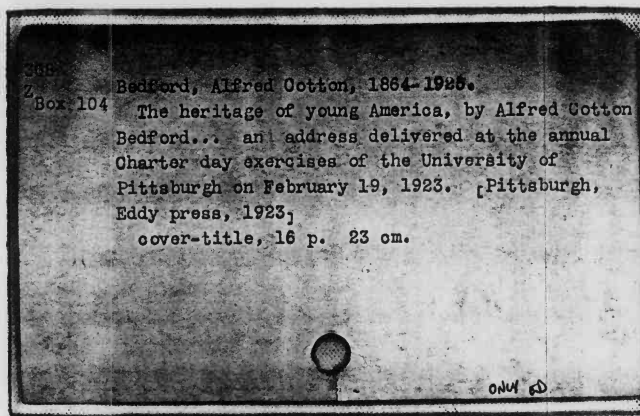 308
Z
Box 104
Bedford, Alfred Cotton, 1864-1925.
The heritage of young America, by Alfred Cotton
Bedford... an address delivered at the annual
Charter day exercises of the University of
Pittsburgh on February 19, 1923. [Pittsburgh,
Eddy press, 1923]
cover-title, 16 p. 23 cm.
ONLY ED